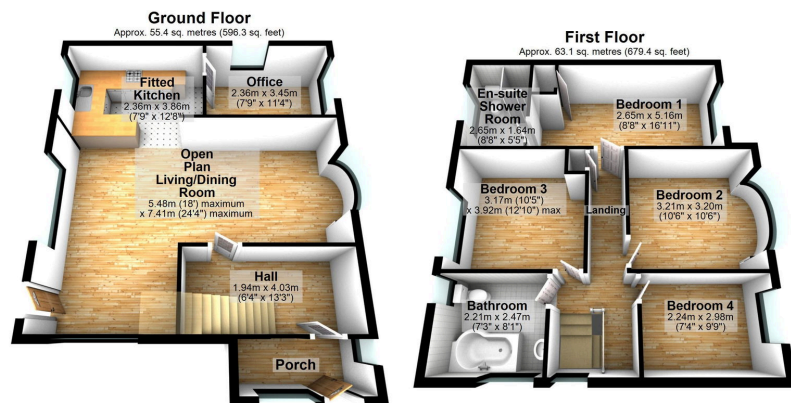 Ground Floor
Approx. 55.4 sq. metres (596.3 sq. feet)
Fitted
Kitchen
2.36m x 3.86m
(7'9" x 12'8")
Office
2.36m x 3.45m
(7'9" x 11'4")
Open
Plan
Living/Dining
Room
5.48m (18') maximum
x 7.41m (24'4") maximum
Hall
1.94m x 4.03m
(6'4" x 13'3")
Porch
First Floor
Approx. 63.1 sq. metres (679.4 sq. feet)
En-suite
Shower
Room
2.65m x 1.64m
(8'8" x 5'5")
Bedroom 1
2.65m x 5.16m
(8'8" x 16'11")
Bedroom 3
3.17m (10'5")
x 3.92m (12'10") max
Landing
Bedroom 2
3.21m x 3.20m
(10'6" x 10'6")
Bathroom
2.21m x 2.47m
(7'3" x 8'1")
Bedroom 4
2.24m x 2.98m
(7'4" x 9'9")